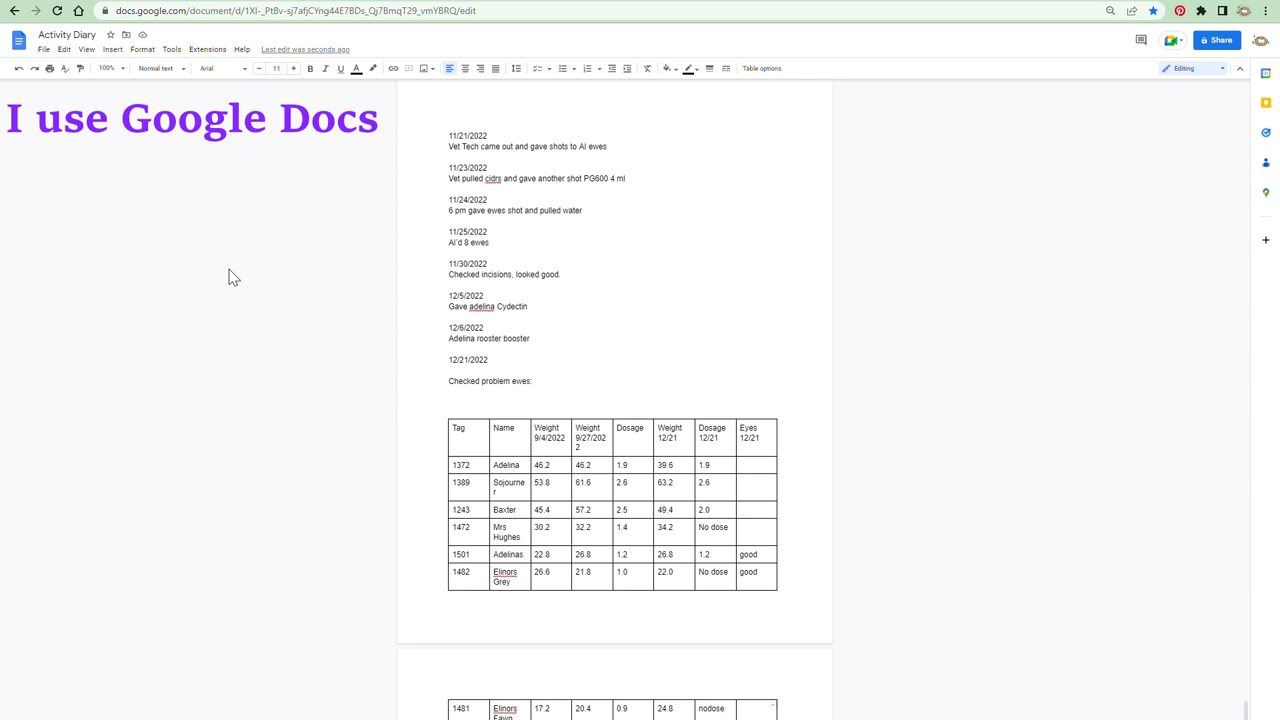 docs.google.com/document/d/1XI-_PtBv-sj7afjCYng44E7BDs_Qj7BmqT29_vmYBRQ/edit
Activity Diary
File Edit View Insert Format Tools Extensions Help Last edit was seconds ago
Share
100% Normal text Arial 11 Table options Editing
I use Google Docs
11/21/2022
Vet Tech came out and gave shots to AI ewes
11/23/2022
Vet pulled cidrs and gave another shot PG600 4 ml
11/24/2022
6 pm gave ewes shot and pulled water
11/25/2022
AI'd 8 ewes
11/30/2022
Checked incisions, looked good.
12/5/2022
Gave adelina Cydectin
12/6/2022
Adelina rooster booster
12/21/2022
Checked problem ewes:
Tag Name Weight 9/4/2022 Weight 9/27/2022 Dosage Weight 12/21 Dosage 12/21 Eyes 12/21
1372 Adelina 46.2 46.2 1.9 39.6 1.9
1389 Sojourner 53.8 61.6 2.6 63.2 2.6
1243 Baxter 45.4 57.2 2.5 49.4 2.0
1472 Mrs Hughes 30.2 32.2 1.4 34.2 No dose
1501 Adelinas 22.8 26.8 1.2 26.8 1.2 good
1482 Elinors Grey 26.6 21.8 1.0 22.0 No dose good
1481 Elinors Fawn 17.2 20.4 0.9 24.8 nodose